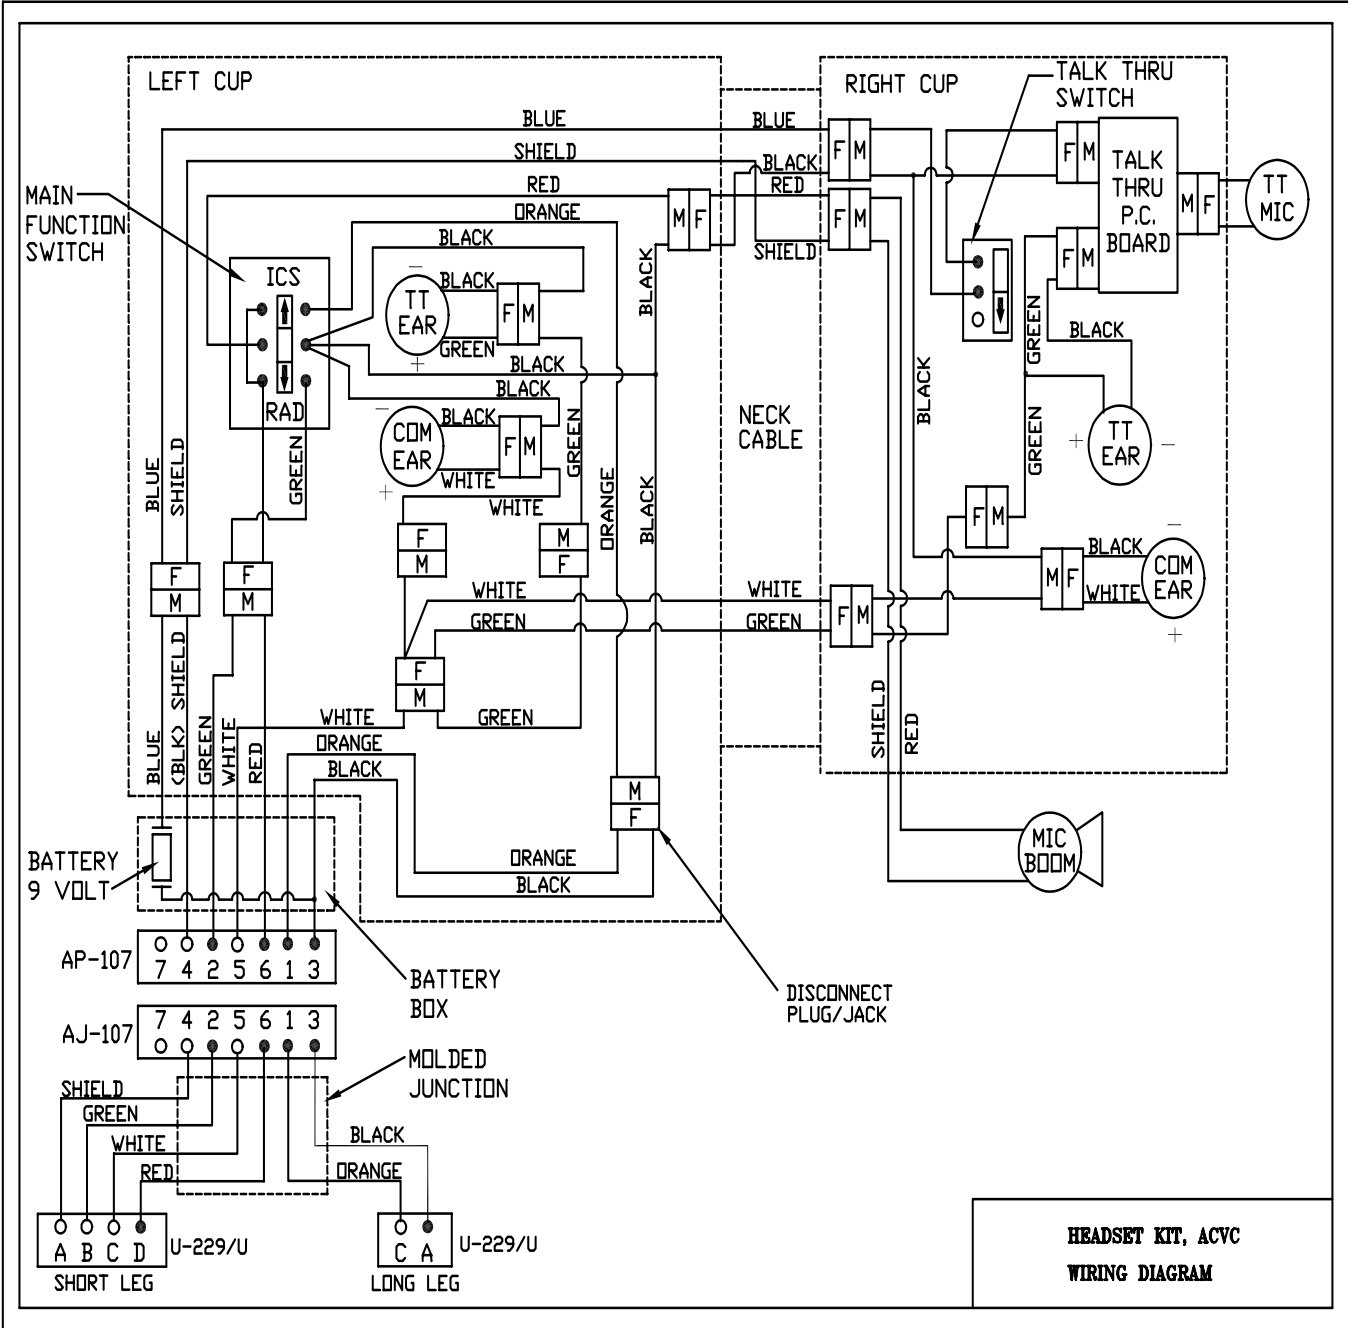 LEFT CUP
RIGHT CUP
TALK THRU
SWITCH
BLUE
BLUE
SHIELD
BLACK
RED
RED
ORANGE
BLACK
SHIELD
MAIN
FUNCTION
SWITCH
F M
F M
M F
F M
TALK
THRU
P.C.
BOARD
M F
TT
MIC
F M
ICS
RAD
−
TT
EAR
+
BLACK
GREEN
F M
BLACK
BLACK
−
COM
EAR
+
BLACK
WHITE
F M
WHITE
GREEN
GREEN
BLACK
ORANGE
BLACK
NECK
CABLE
BLACK
GREEN
BLACK
GREEN
+
TT
EAR
−
F M
BLUE
SHIELD
F
M
F
M
F
M
M
F
WHITE
WHITE
GREEN
GREEN
F M
M F
BLACK
WHITE
−
COM
EAR
+
F
M
BLUE
(BLK) SHIELD
GREEN
WHITE
RED
WHITE
GREEN
ORANGE
BLACK
M
F
SHIELD
RED
ORANGE
BLACK
MIC
BOOM
BATTERY
9 VOLT
AP-107
7 4 2 5 6 1 3
BATTERY
BOX
DISCONNECT
PLUG/JACK
AJ-107
7 4 2 5 6 1 3
MOLDED
JUNCTION
SHIELD
GREEN
WHITE
RED
BLACK
ORANGE
A B C D
U-229/U
SHORT LEG
C A
U-229/U
LONG LEG
HEADSET KIT, ACVC
WIRING DIAGRAM